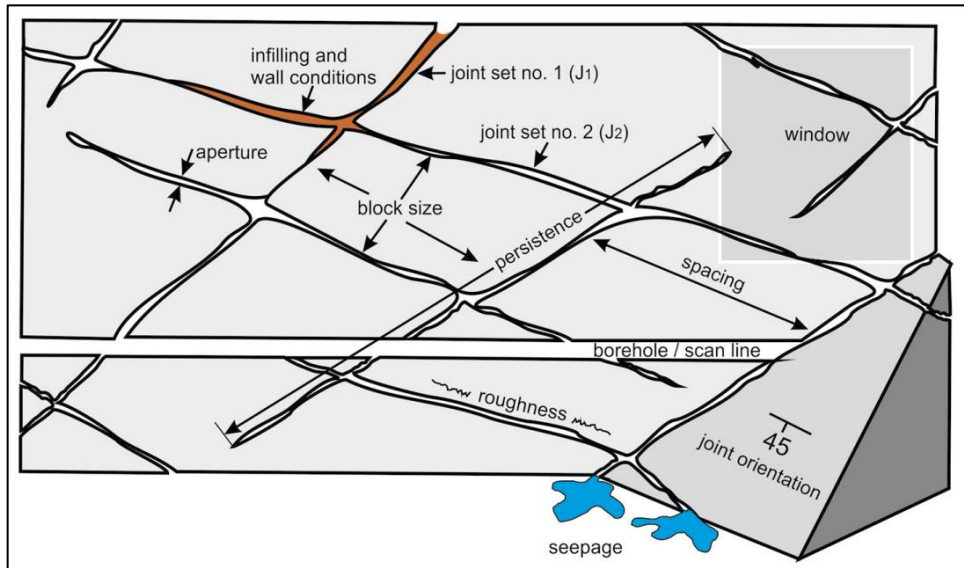 infilling and
wall conditions
joint set no. 1 (J1)
joint set no. 2 (J2)
window
aperture
block size
persistence
spacing
borehole / scan line
roughness
45
joint orientation
seepage